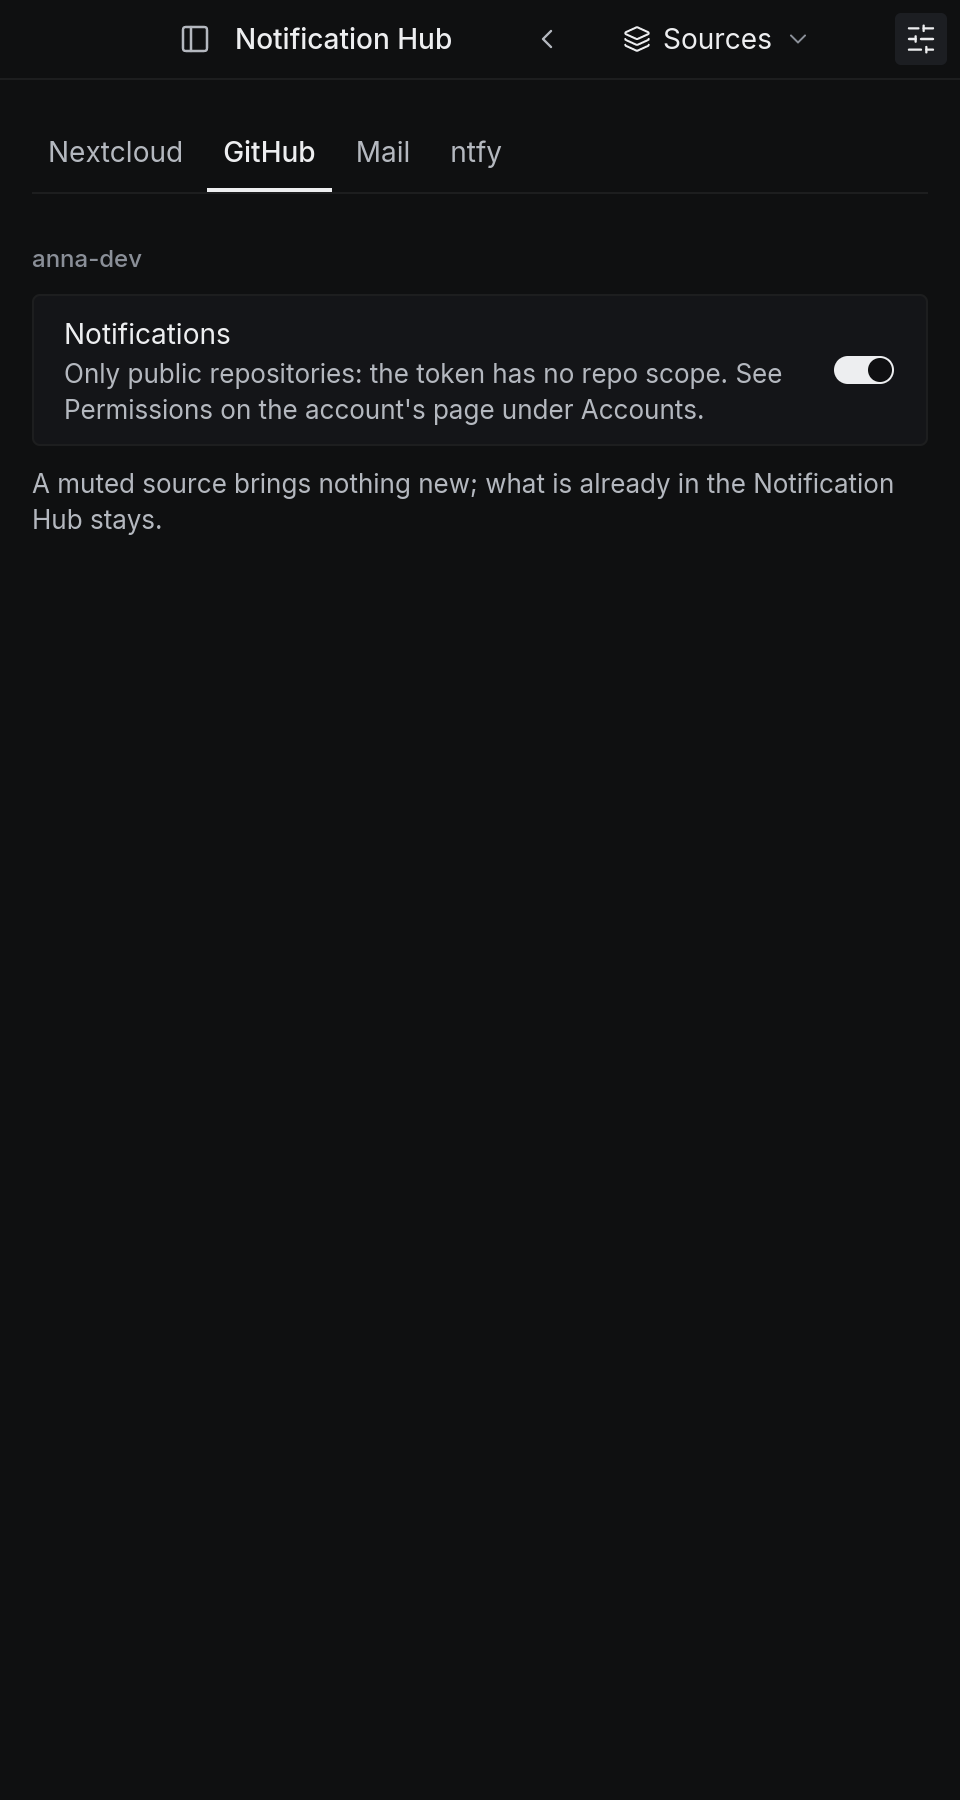 Notification Hub
Sources
Nextcloud
GitHub
Mail
ntfy
anna-dev
Notifications
Only public repositories: the token has no repo scope. See
Permissions on the account's page under Accounts.
A muted source brings nothing new; what is already in the Notification
Hub stays.